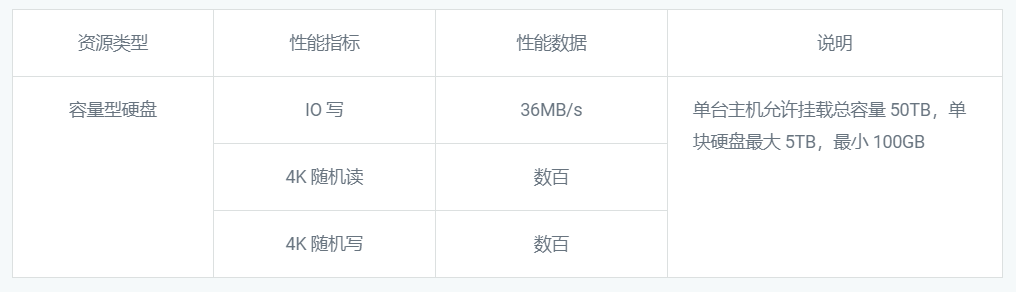 资源类型
性能指标
性能数据
说明
容量型硬盘
IO 写
36MB/s
单台主机允许挂载总容量 50TB，单
块硬盘最大 5TB，最小 100GB
4K 随机读
数百
4K 随机写
数百